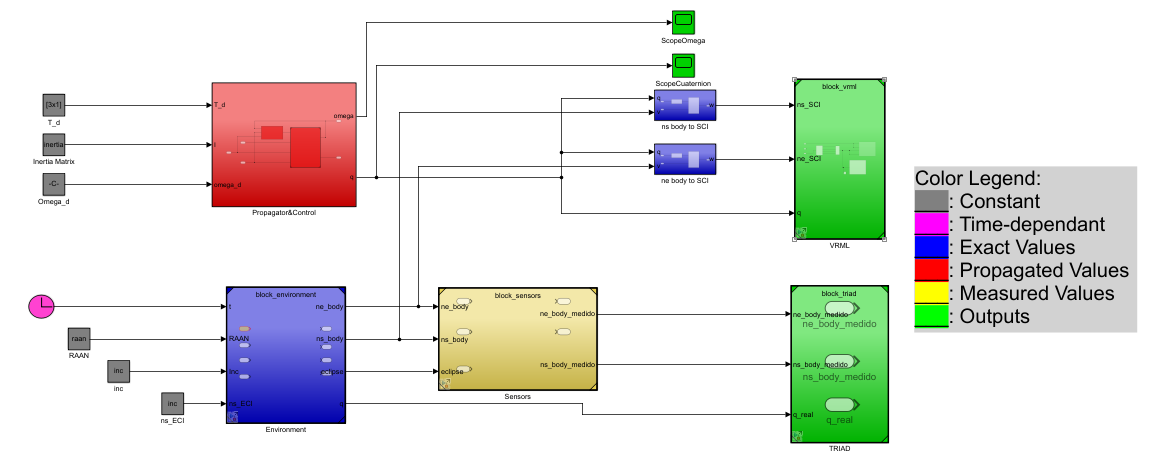 ScopeOmega
ScopeCuaternion
[3x1]
T_d
inertia
Inertia Matrix
-C-
Omega_d
T_d
I
omega_d
omega
q
Propagator&Control
q
w
ns body to SCI
q
w
ne body to SCI
block_vrml
ns_SCI
ne_SCI
q
VRML
Color Legend:
: Constant
: Time-dependant
: Exact Values
: Propagated Values
: Measured Values
: Outputs
raan
RAAN
inc
inc
inc
ns_ECI
block_environment
t
RAAN
inc
ns_ECI
ne_body
ns_body
eclipse
q
Environment
block_sensors
ne_body
ns_body
eclipse
ne_body_medido
ns_body_medido
Sensors
block_triad
ne_body_medido
ne_body_medido
ns_body_medido
ns_body_medido
q_real
q_real
TRIAD